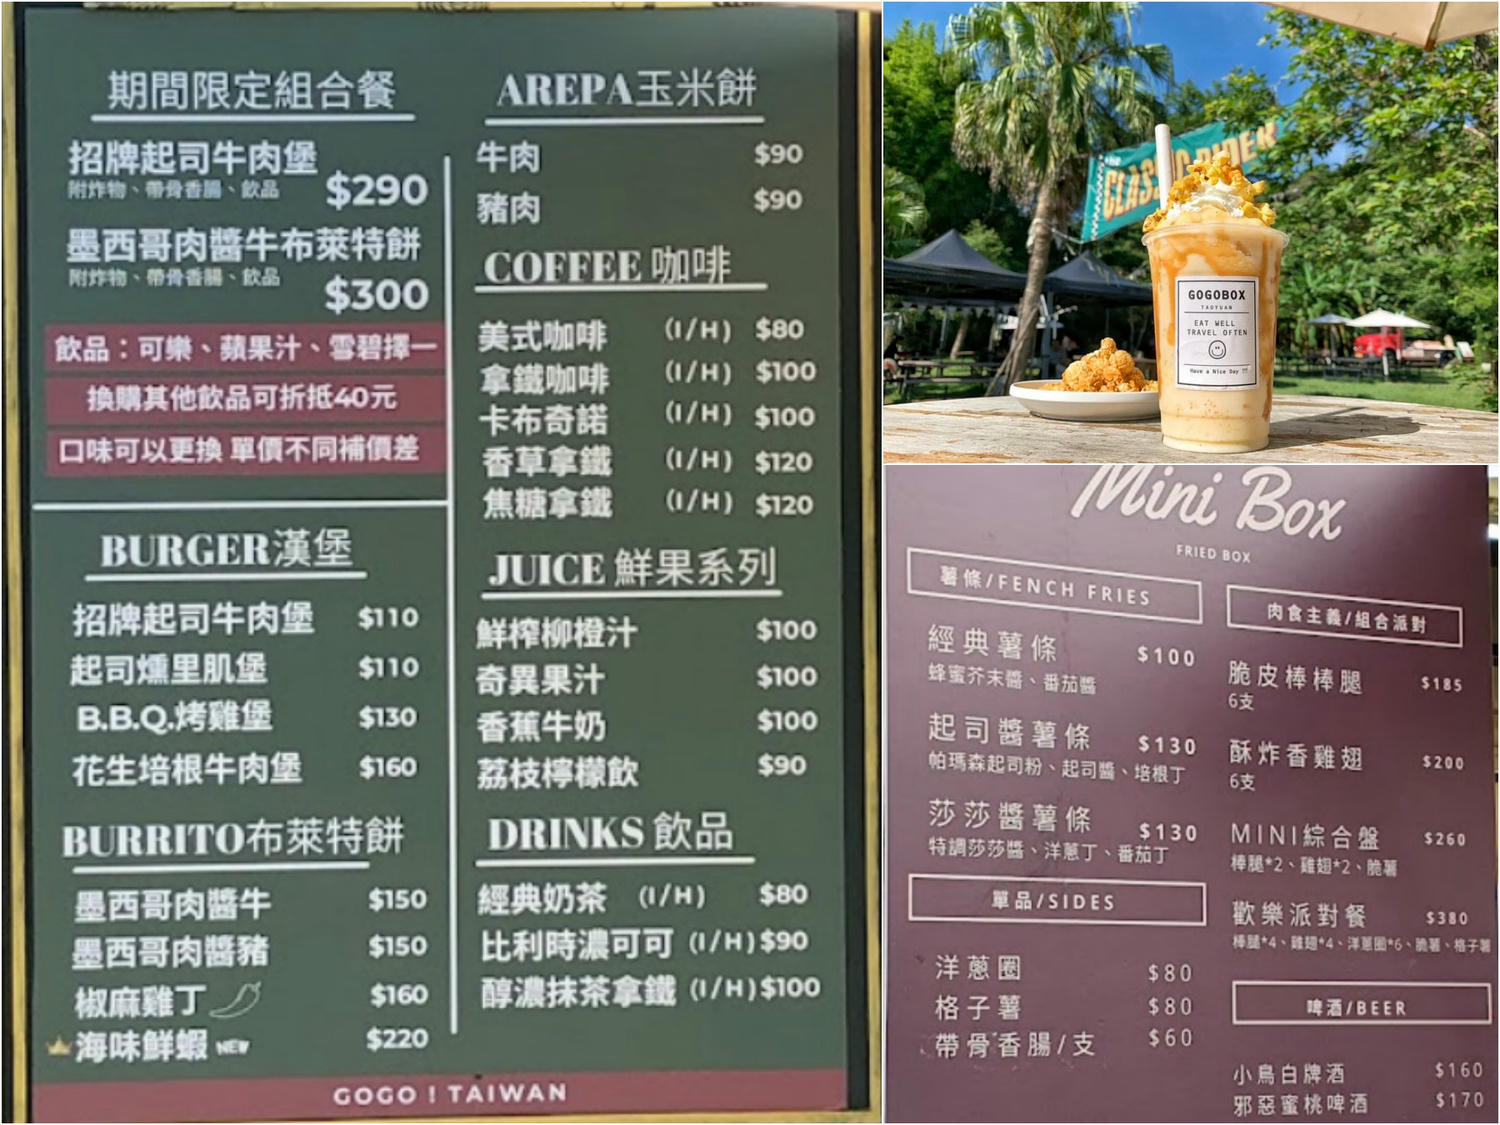 期間限定組合餐
招牌起司牛肉堡
附炸物、帶骨香腸、飲品
$290
墨西哥肉醬牛布萊特餅
附炸物、帶骨香腸、飲品
$300
飲品：可樂、蘋果汁、雪碧擇一
換購其他飲品可折抵40元
口味可以更換 單價不同補價差
BURGER漢堡
招牌起司牛肉堡 $110
起司燻里肌堡 $110
B.B.Q.烤雞堡 $130
花生培根牛肉堡 $160
BURRITO布萊特餅
墨西哥肉醬牛 $150
墨西哥肉醬豬 $150
椒麻雞丁 $160
海味鮮蝦 NEW $220
AREPA玉米餅
牛肉 $90
豬肉 $90
COFFEE 咖啡
美式咖啡 (I/H) $80
拿鐵咖啡 (I/H) $100
卡布奇諾 (I/H) $100
香草拿鐵 (I/H) $120
焦糖拿鐵 (I/H) $120
JUICE 鮮果系列
鮮榨柳橙汁 $100
奇異果汁 $100
香蕉牛奶 $100
荔枝檸檬飲 $90
DRINKS 飲品
經典奶茶 (I/H) $80
比利時濃可可 (I/H) $90
醇濃抹茶拿鐵 (I/H) $100
GOGO ! TAIWAN
the
CLASSIC RIDER
GOGOBOX
TAOYUAN
EAT WELL
TRAVEL OFTEN
Have a Nice Day
Mini Box
FRIED BOX
薯條/FENCH FRIES
經典薯條 $100
蜂蜜芥末醬、番茄醬
起司醬薯條 $130
帕瑪森起司粉、起司醬、培根丁
莎莎醬薯條 $130
特調莎莎醬、洋蔥丁、番茄丁
單品/SIDES
洋蔥圈 $80
格子薯 $80
帶骨香腸/支 $60
肉食主義/組合派對
脆皮棒棒腿 $185
6支
酥炸香雞翅 $200
6支
MINI綜合盤 $260
棒腿*2、雞翅*2、脆薯
歡樂派對餐 $380
棒腿*4、雞翅*4、洋蔥圈*6、脆薯、格子薯
啤酒/BEER
小鳥白啤酒 $160
邪惡蜜桃啤酒 $170